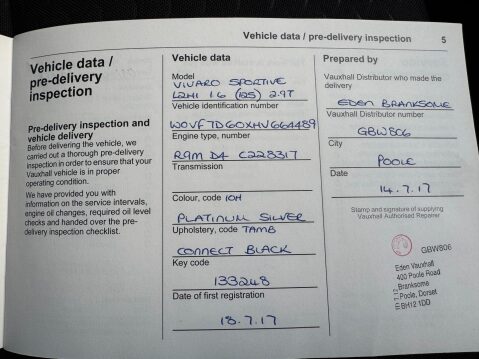 Vehicle data / pre-delivery inspection 5
Vehicle data /
pre-delivery
inspection
Pre-delivery inspection and
vehicle delivery
Before delivering the vehicle, we
carried out a thorough pre-delivery
inspection in order to ensure that your
Vauxhall vehicle is in proper
operating condition.
We have provided you with
information on the service intervals,
engine oil changes, required oil level
checks and handed over the pre-
delivery inspection checklist.
Vehicle data
Model
VIVARO SPORTIVE
L2H1 1.6 (125) 2.9T
Vehicle identification number
W0VF7D60XHV664489
Engine type, number
R9M D4 C228317
Transmission
Colour, code 10H
PLATINUM SILVER
Upholstery, code TAMB
CONNECT BLACK
Key code
133248
Date of first registration
18.7.17
Prepared by
Vauxhall Distributor who made the
delivery
EDEN BRANKSOME
Vauxhall Distributor number
GBW806
City
POOLE
Date
14.7.17
Stamp and signature of supplying
Vauxhall Authorised Repairer
GBW806
Eden Vauxhall
400 Poole Road
Branksome
Poole, Dorset
BH12 1DD